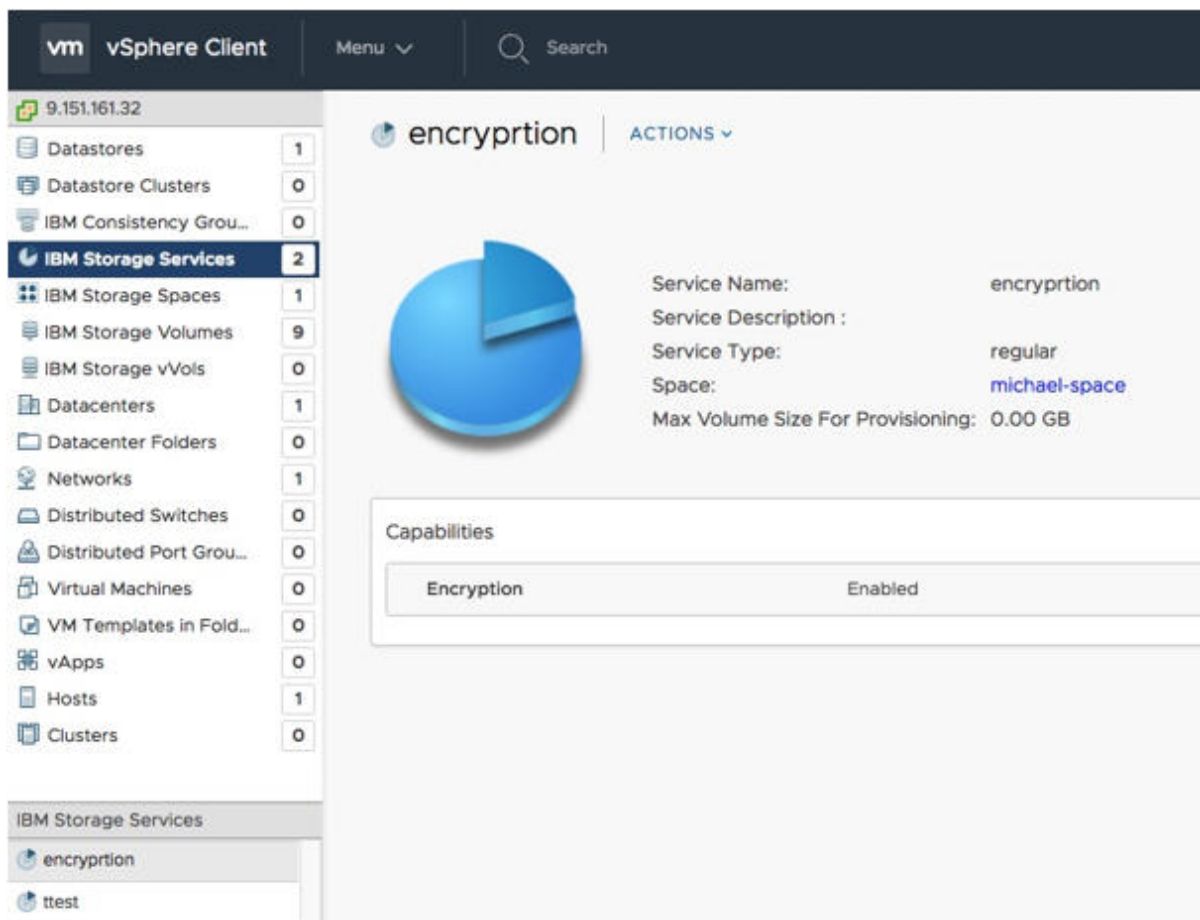 vm vSphere Client Menu Search
9.151.161.32
Datastores 1
Datastore Clusters 0
IBM Consistency Grou... 0
IBM Storage Services 2
IBM Storage Spaces 1
IBM Storage Volumes 9
IBM Storage vVols 0
Datacenters 1
Datacenter Folders 0
Networks 1
Distributed Switches 0
Distributed Port Grou... 0
Virtual Machines 0
VM Templates in Fold... 0
vApps 0
Hosts 1
Clusters 0
IBM Storage Services
encryprtion
ttest
encryprtion ACTIONS
Service Name: encryprtion
Service Description :
Service Type: regular
Space: michael-space
Max Volume Size For Provisioning: 0.00 GB
Capabilities
Encryption Enabled